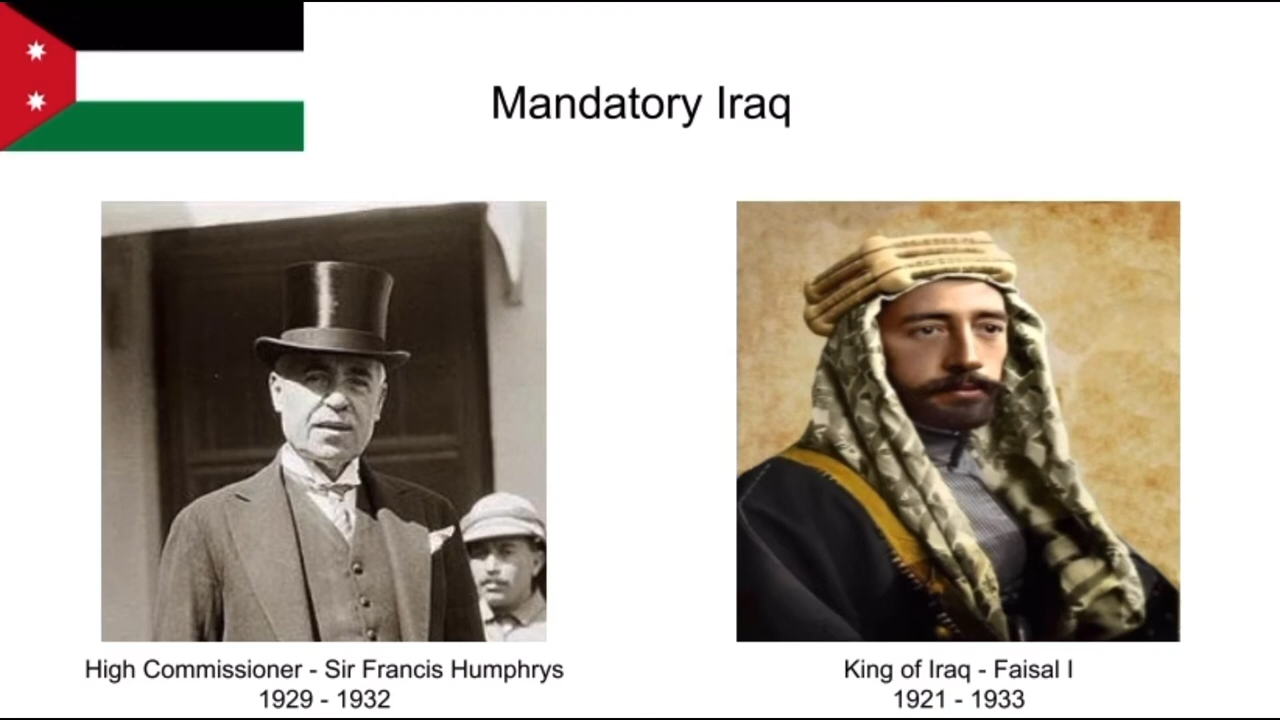 Mandatory Iraq
High Commissioner - Sir Francis Humphrys
1929 - 1932
King of Iraq - Faisal I
1921 - 1933